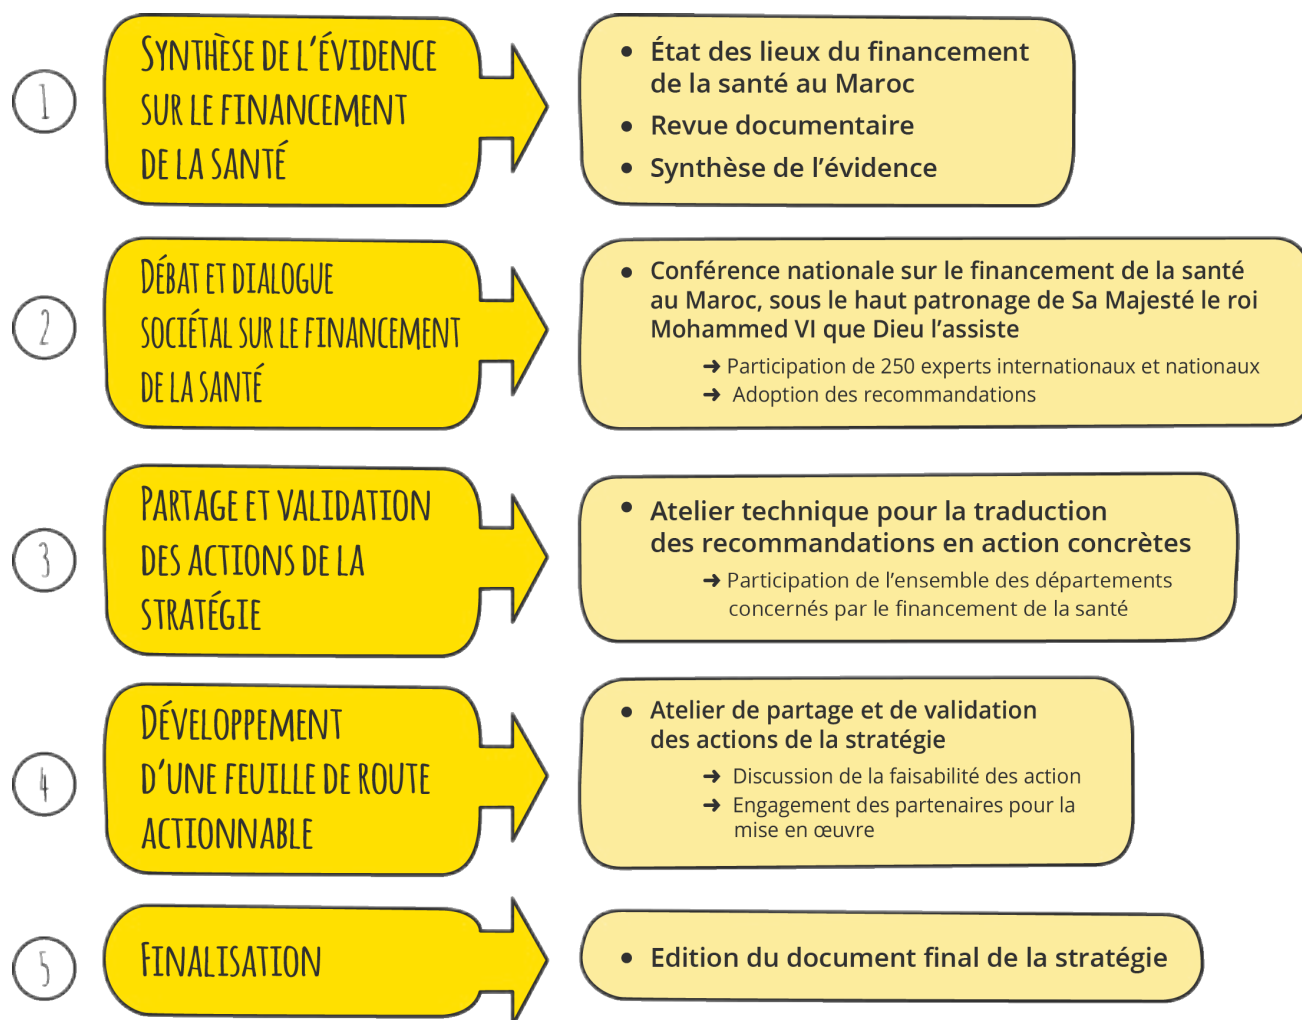 1
SYNTHÈSE DE L'ÉVIDENCE
SUR LE FINANCEMENT
DE LA SANTÉ
• État des lieux du financement
de la santé au Maroc
• Revue documentaire
• Synthèse de l'évidence
2
DÉBAT ET DIALOGUE
SOCIÉTAL SUR LE FINANCEMENT
DE LA SANTÉ
• Conférence nationale sur le financement de la santé
au Maroc, sous le haut patronage de Sa Majesté le roi
Mohammed VI que Dieu l'assiste
➔ Participation de 250 experts internationaux et nationaux
➔ Adoption des recommandations
3
PARTAGE ET VALIDATION
DES ACTIONS DE LA
STRATÉGIE
• Atelier technique pour la traduction
des recommandations en action concrètes
➔ Participation de l'ensemble des départements
concernés par le financement de la santé
4
DÉVELOPPEMENT
D'UNE FEUILLE DE ROUTE
ACTIONNABLE
• Atelier de partage et de validation
des actions de la stratégie
➔ Discussion de la faisabilité des action
➔ Engagement des partenaires pour la
mise en œuvre
5
FINALISATION
• Edition du document final de la stratégie